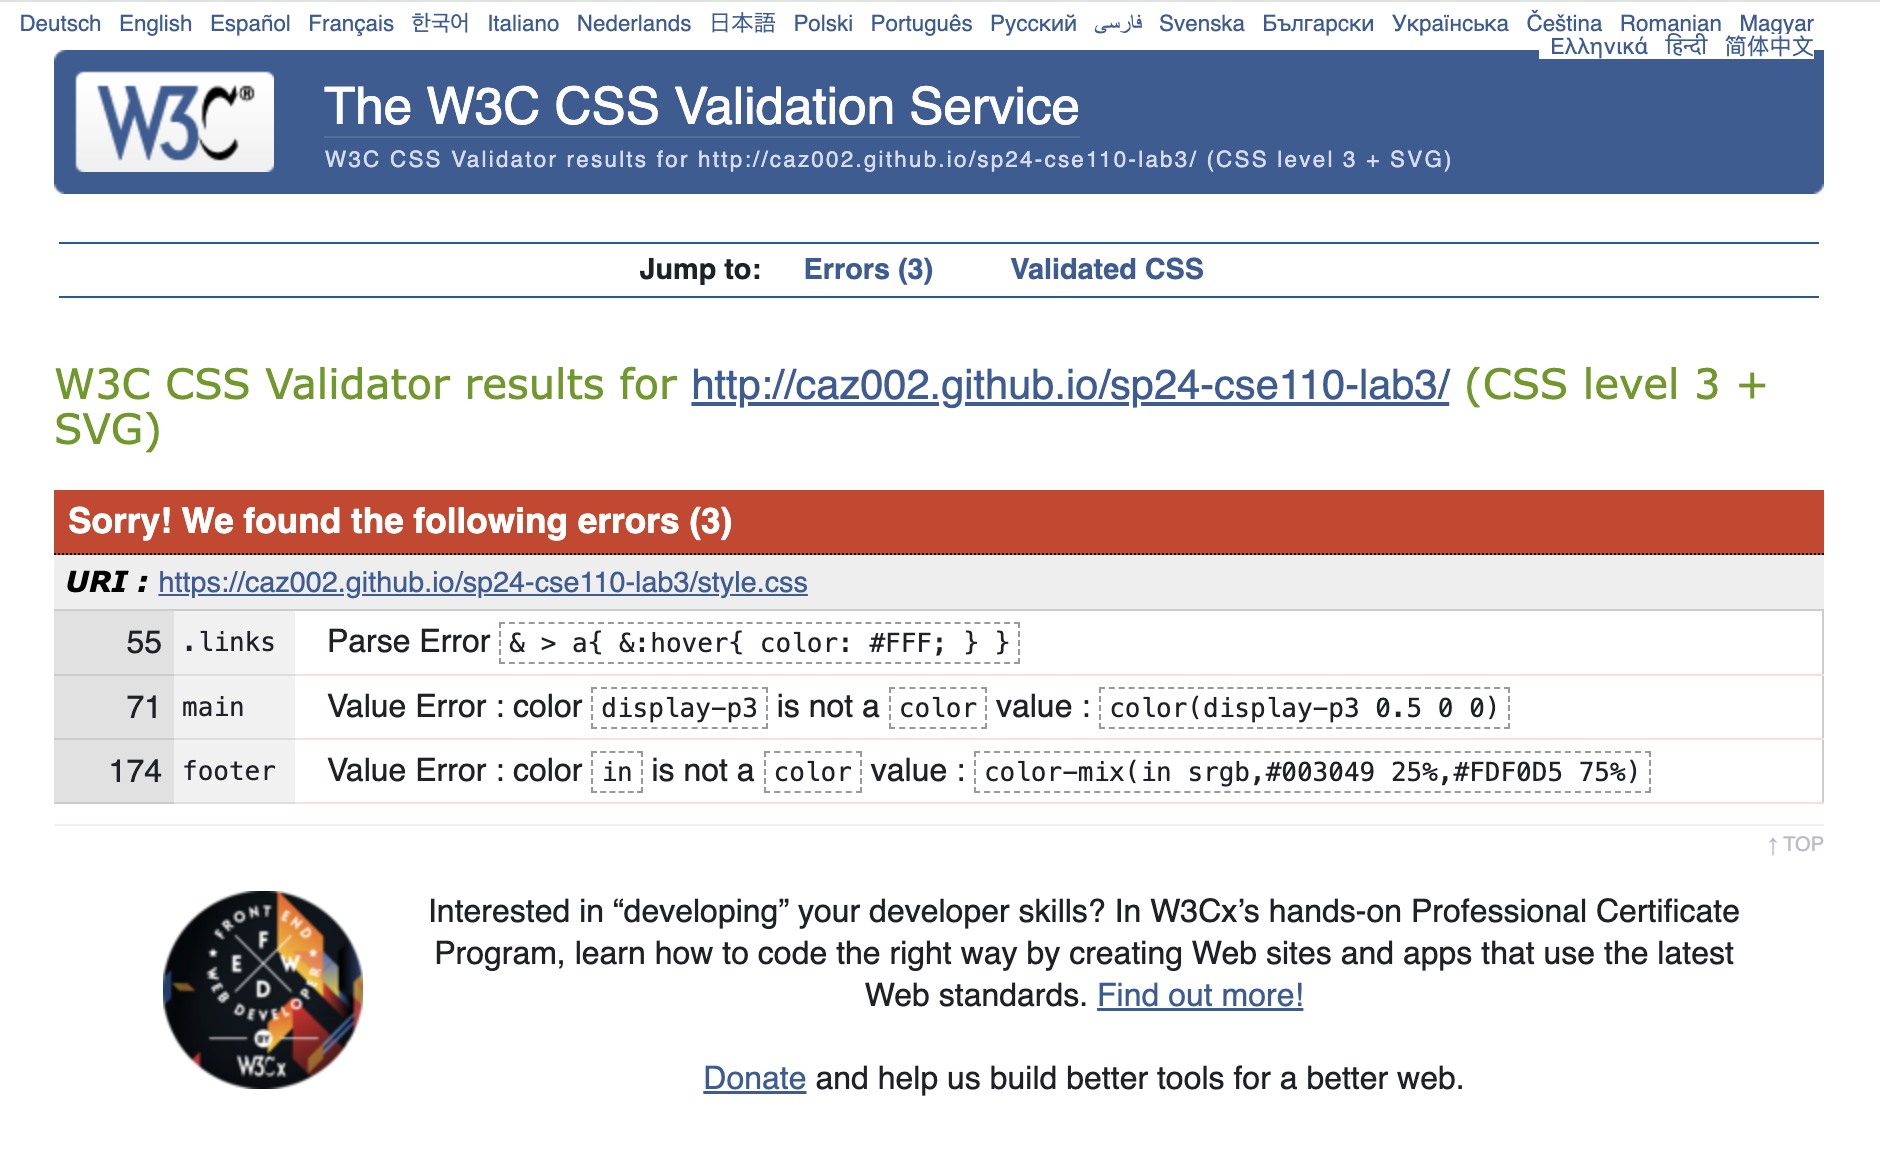 Deutsch English Español Français 한국어 Italiano Nederlands 日本語 Polski Português Русский فارسی Svenska Български Українська Čeština Romanian Magyar
Ελληνικά हिन्दी 简体中文
W3C®
The W3C CSS Validation Service
W3C CSS Validator results for http://caz002.github.io/sp24-cse110-lab3/ (CSS level 3 + SVG)
Jump to: Errors (3) Validated CSS
W3C CSS Validator results for http://caz002.github.io/sp24-cse110-lab3/ (CSS level 3 +
SVG)
Sorry! We found the following errors (3)
URI : https://caz002.github.io/sp24-cse110-lab3/style.css
55 .links Parse Error & > a{ &:hover{ color: #FFF; } }
71 main Value Error : color display-p3 is not a color value : color(display-p3 0.5 0 0)
174 footer Value Error : color in is not a color value : color-mix(in srgb,#003049 25%,#FDF0D5 75%)
↑ TOP
FRONT END
F
E W
D
WEB DEVELOPER
BY
W3Cx
Interested in “developing” your developer skills? In W3Cx’s hands-on Professional Certificate
Program, learn how to code the right way by creating Web sites and apps that use the latest
Web standards. Find out more!
Donate and help us build better tools for a better web.